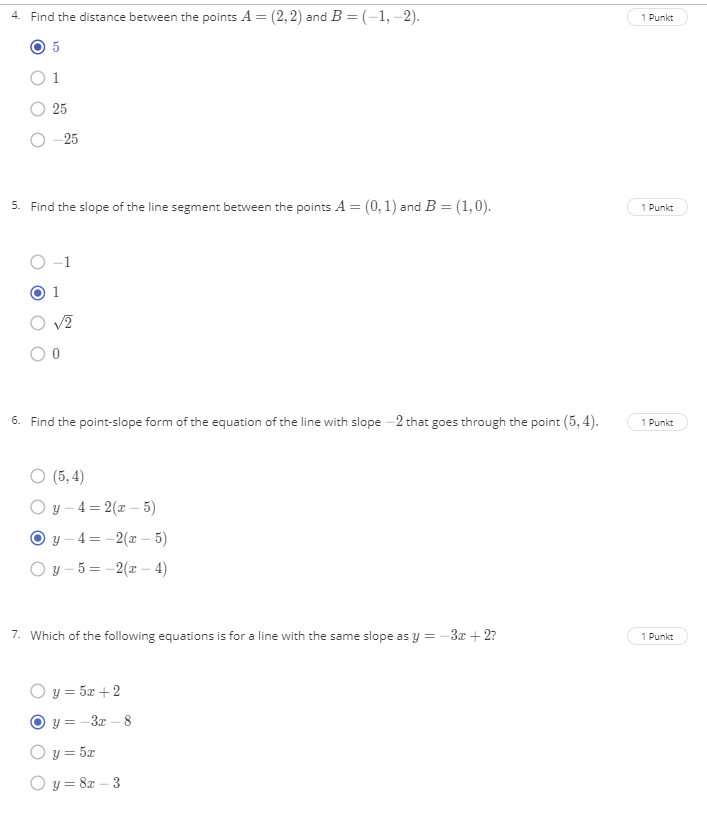 4. Find the distance between the points A = (2, 2) and B = (−1, −2). 1 Punkt
5
1
25
−25
5. Find the slope of the line segment between the points A = (0, 1) and B = (1, 0). 1 Punkt
−1
1
√2
0
6. Find the point-slope form of the equation of the line with slope −2 that goes through the point (5, 4). 1 Punkt
(5, 4)
y − 4 = 2(x − 5)
y − 4 = −2(x − 5)
y − 5 = −2(x − 4)
7. Which of the following equations is for a line with the same slope as y = −3x + 2? 1 Punkt
y = 5x + 2
y = −3x − 8
y = 5x
y = 8x − 3